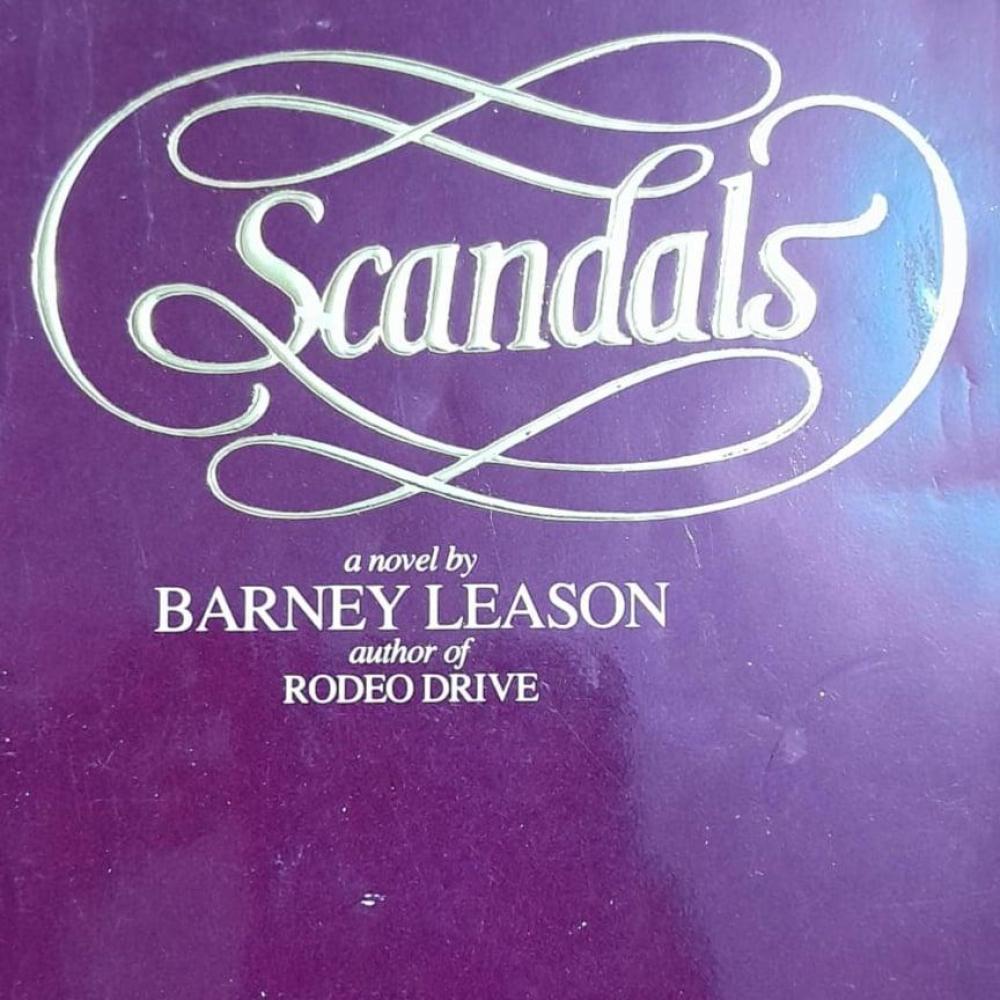 Scandals
a novel by
BARNEY LEASON
author of
RODEO DRIVE